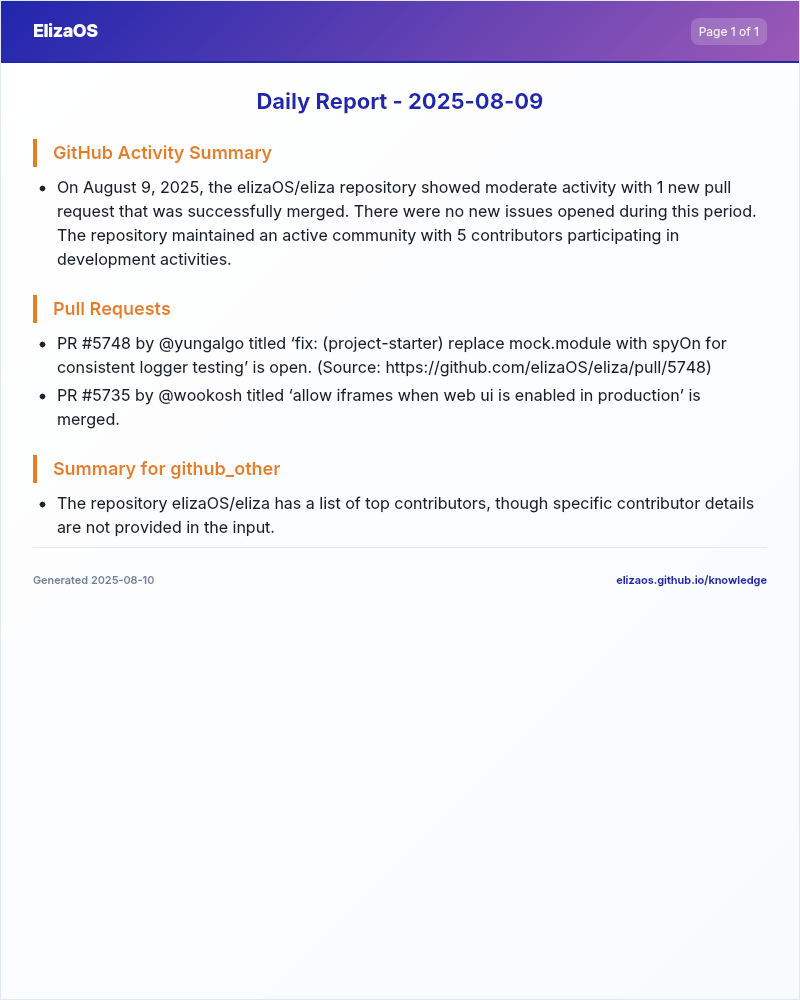 ElizaOS
Page 1 of 1
Daily Report - 2025-08-09
GitHub Activity Summary
• On August 9, 2025, the elizaOS/eliza repository showed moderate activity with 1 new pull
request that was successfully merged. There were no new issues opened during this period.
The repository maintained an active community with 5 contributors participating in
development activities.
Pull Requests
• PR #5748 by @yungalgo titled ‘fix: (project-starter) replace mock.module with spyOn for
consistent logger testing’ is open. (Source: https://github.com/elizaOS/eliza/pull/5748)
• PR #5735 by @wookosh titled ‘allow iframes when web ui is enabled in production’ is
merged.
Summary for github_other
• The repository elizaOS/eliza has a list of top contributors, though specific contributor details
are not provided in the input.
Generated 2025-08-10
elizaos.github.io/knowledge